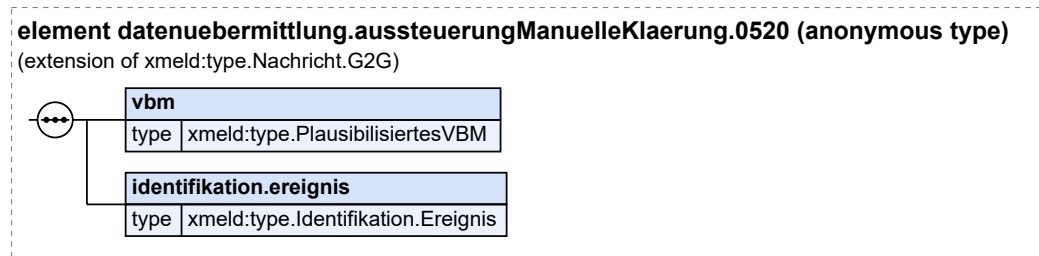 element datenuebermittlung.aussteuerungManuelleKlaerung.0520 (anonymous type)
(extension of xmeld:type.Nachricht.G2G)
vbm
type xmeld:type.PlausibilisiertesVBM
identifikation.ereignis
type xmeld:type.Identifikation.Ereignis